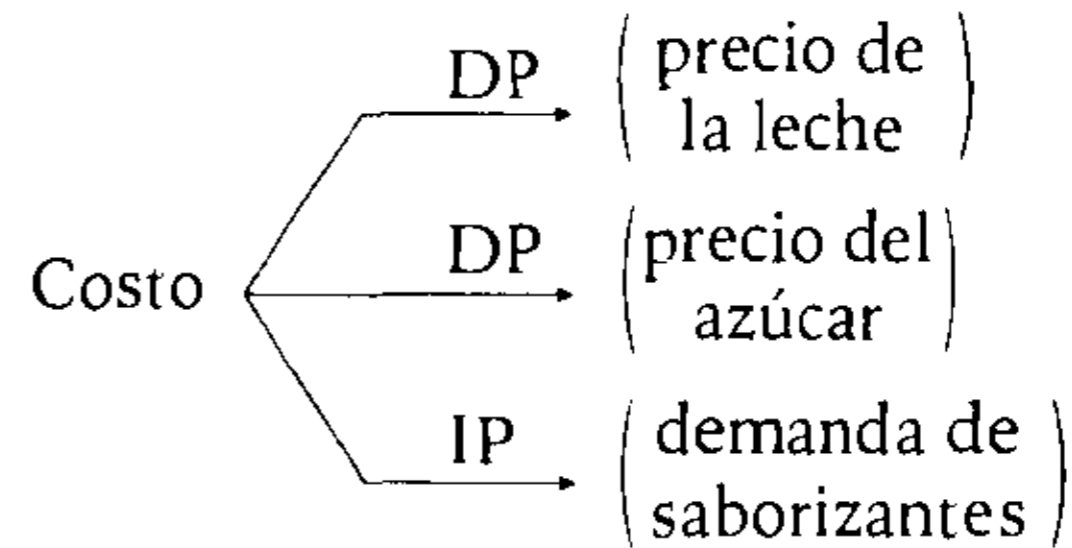 DP
precio de
la leche
Costo
DP
precio del
azúcar
IP
demanda de
saborizantes